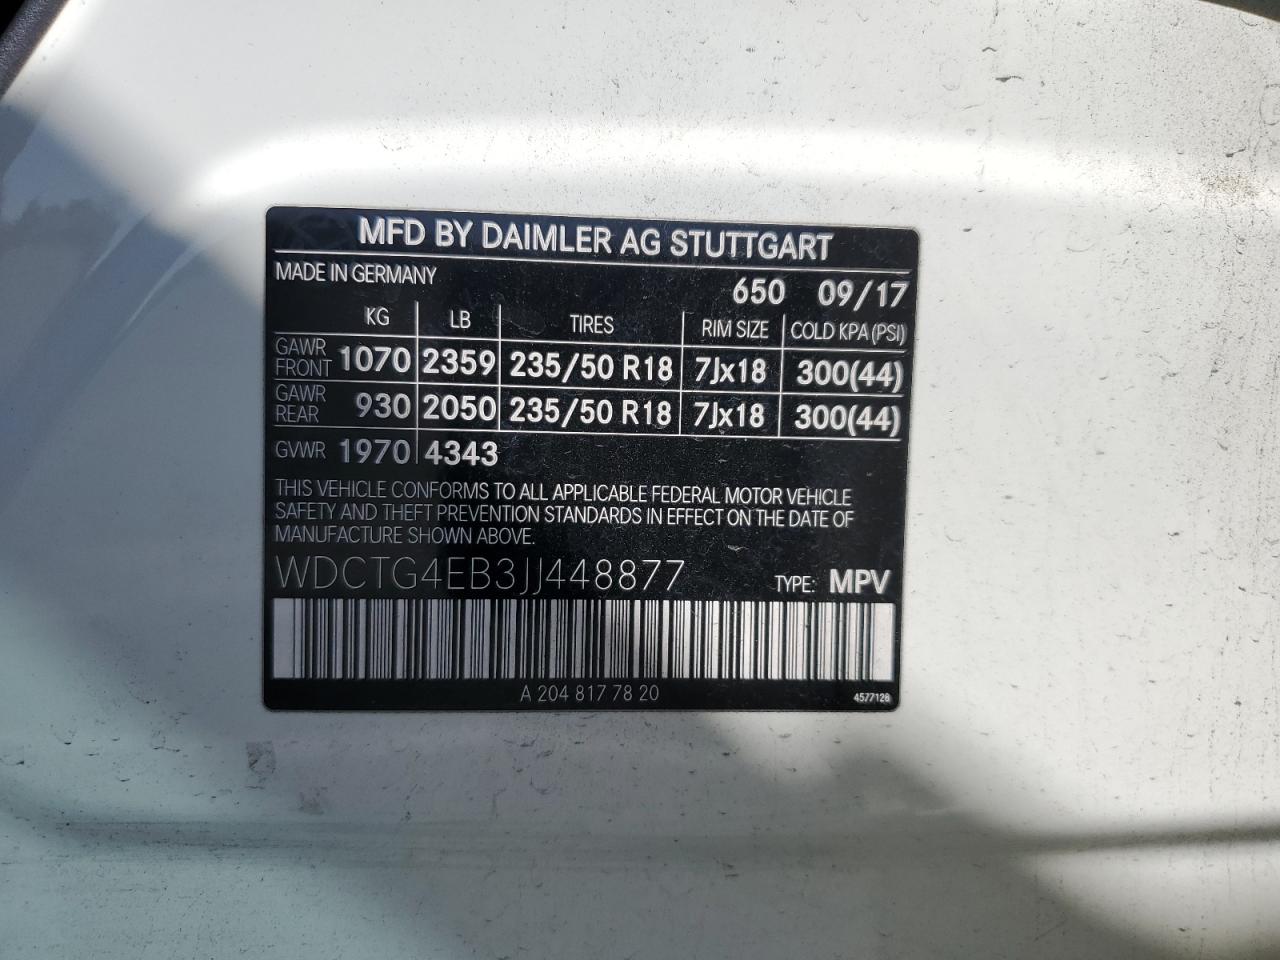 MFD BY DAIMLER AG STUTTGART
MADE IN GERMANY 650 09/17
KG LB TIRES RIM SIZE COLD KPA (PSI)
GAWR FRONT 1070 2359 235/50 R18 7Jx18 300(44)
GAWR REAR 930 2050 235/50 R18 7Jx18 300(44)
GVWR 1970 4343
THIS VEHICLE CONFORMS TO ALL APPLICABLE FEDERAL MOTOR VEHICLE
SAFETY AND THEFT PREVENTION STANDARDS IN EFFECT ON THE DATE OF
MANUFACTURE SHOWN ABOVE.
WDCTG4EB3JJ448877 TYPE: MPV
A 204 817 78 20 4577128